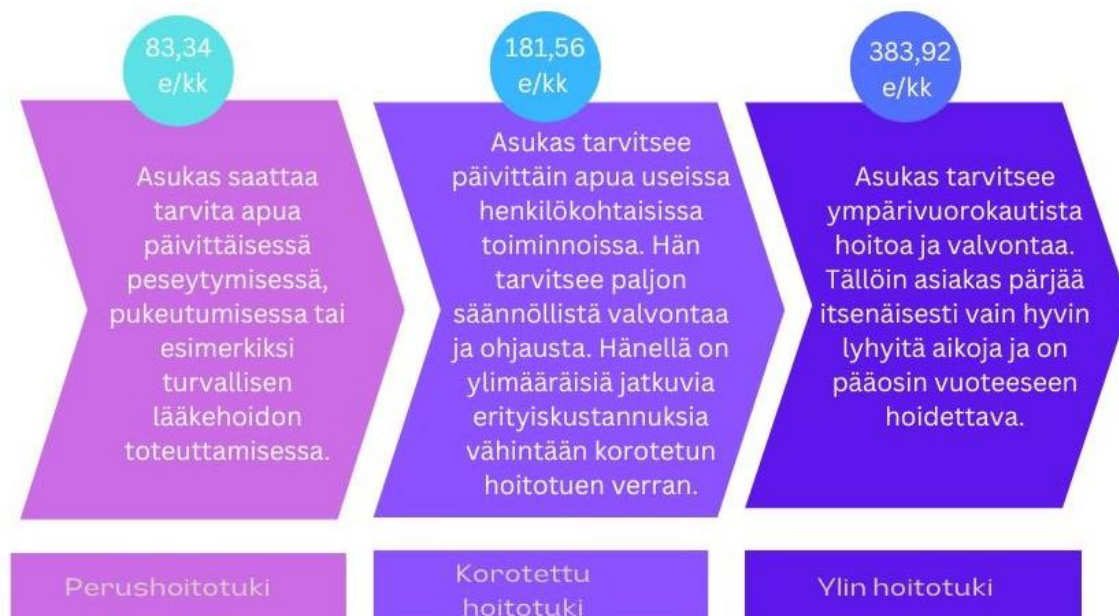 83,34
e/kk
Asukas saattaa
tarvita apua
päivittäisessä
peseytymisessä,
pukeutumisessa tai
esimerkiksi
turvallisen
lääkehoidon
toteuttamisessa.
Perushoitotuki
181,56
e/kk
Asukas tarvitsee
päivittäin apua useissa
henkilökohtaisissa
toiminnoissa. Hän
tarvitsee paljon
säännöllistä valvontaa
ja ohjausta. Hänellä on
ylimääräisiä jatkuvia
erityiskustannuksia
vähintään korotetun
hoitotuen verran.
Korotettu
hoitotuki
383,92
e/kk
Asukas tarvitsee
ympärivuorokautista
hoitoa ja valvontaa.
Tällöin asiakas pärjää
itsenäisesti vain hyvin
lyhyitä aikoja ja on
pääosin vuoteeseen
hoidettava.
Ylin hoitotuki